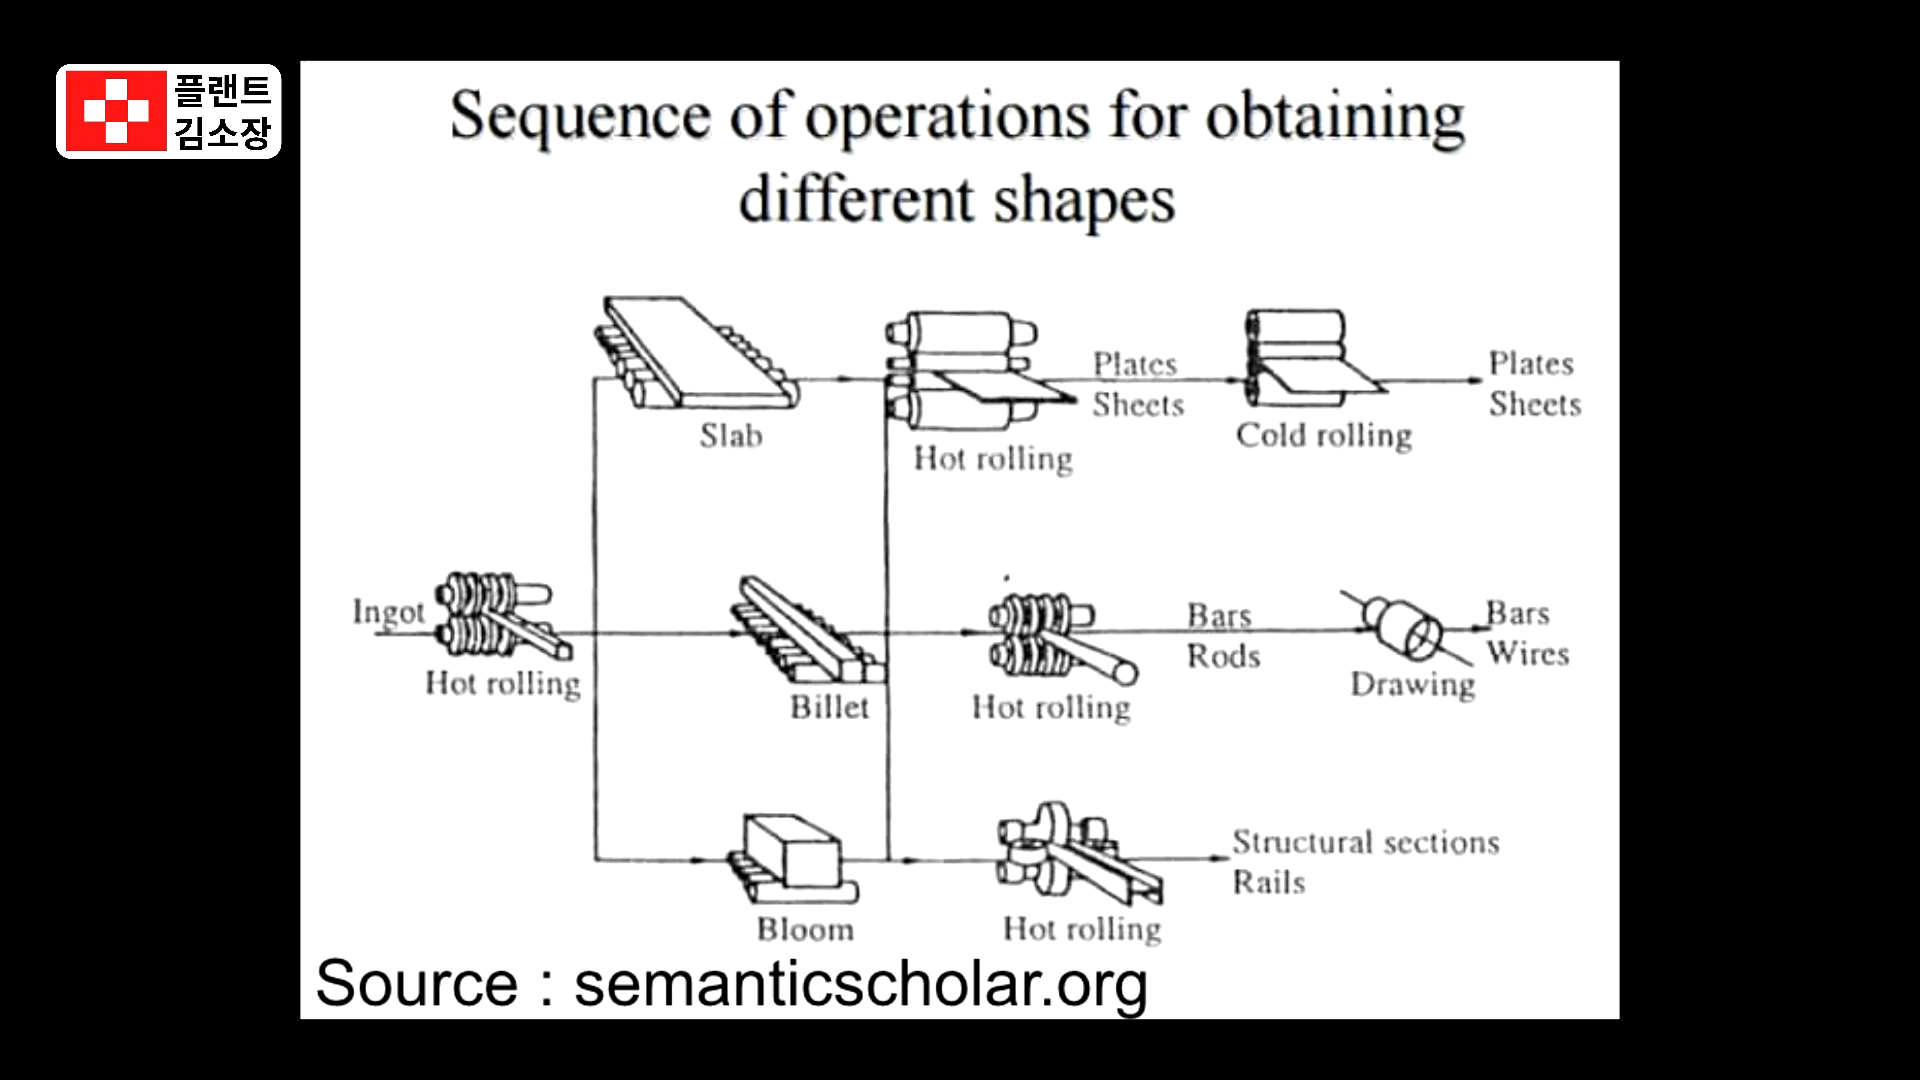 플랜트
김소장
Sequence of operations for obtaining
different shapes
Slab
Hot rolling
Plates
Sheets
Cold rolling
Plates
Sheets
Ingot
Hot rolling
Billet
Hot rolling
Bars
Rods
Drawing
Bars
Wires
Bloom
Hot rolling
Structural sections
Rails
Source : semanticscholar.org